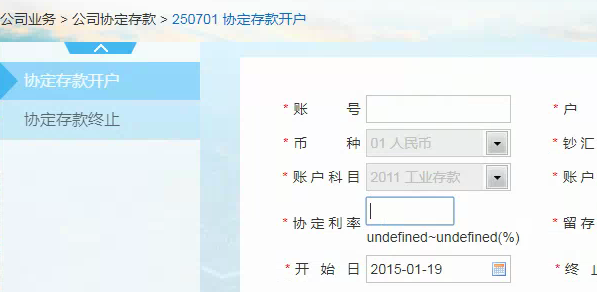 公司业务 > 公司协定存款 > 250701 协定存款开户
协定存款开户
协定存款终止
* 账 号 * 户
* 币 种 01 人民币 * 钞汇
* 账户科目 2011 工业存款 * 账户
* 协定利率 * 留存
undefined~undefined(%)
* 开 始 日 2015-01-19 * 终 止